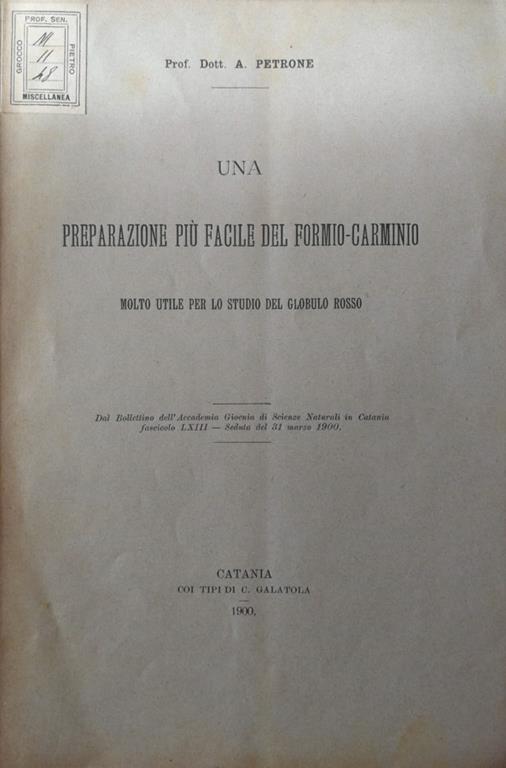 PROF. SEN.
GROCCO
PIETRO
M
11
48
MISCELLANEA
Prof. Dott. A. PETRONE
UNA
PREPARAZIONE PIÙ FACILE DEL FORMIO-CARMINIO
MOLTO UTILE PER LO STUDIO DEL GLOBULO ROSSO
Dal Bollettino dell'Accademia Gioenia di Scienze Naturali in Catania
fascicolo LXIII — Seduta del 31 marzo 1900.
CATANIA
COI TIPI DI C. GALATOLA
1900,